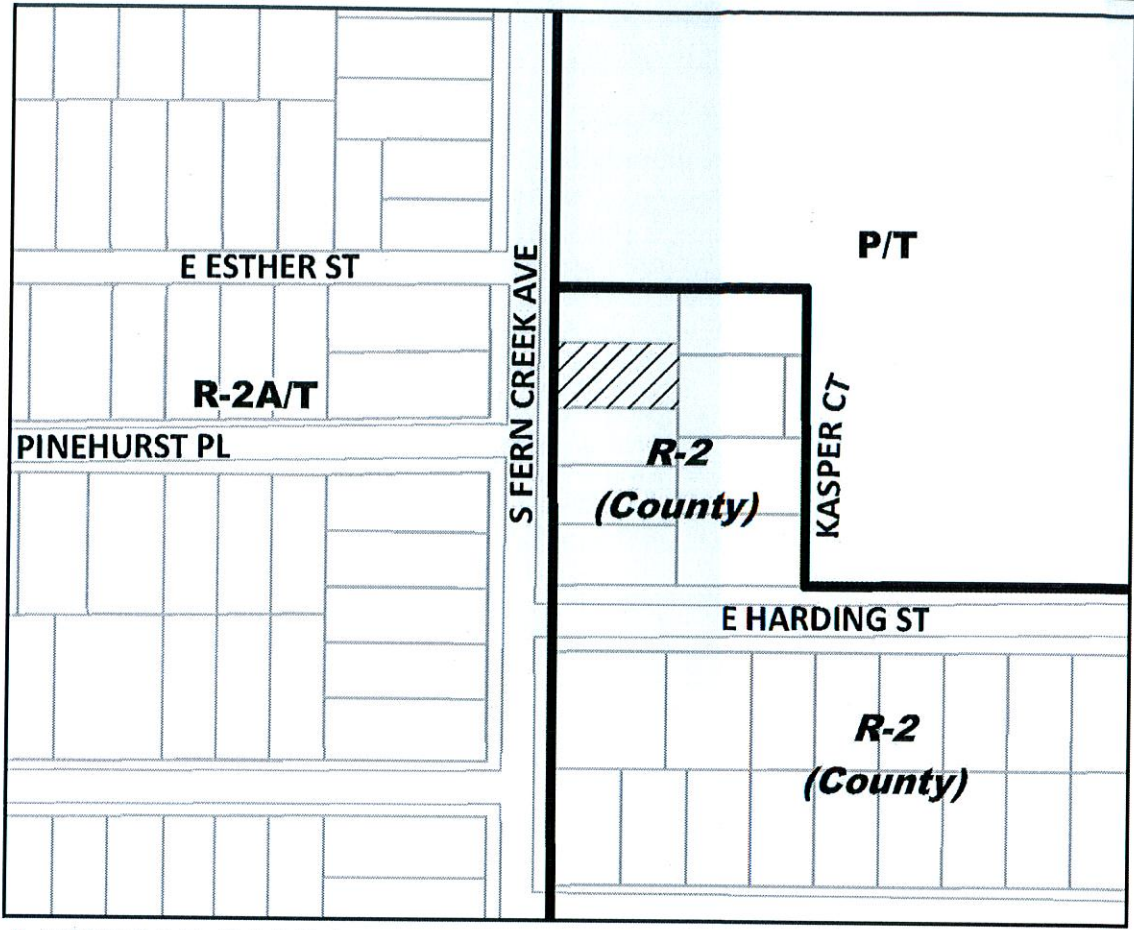 P/T
E ESTHER ST
S FERN CREEK AVE
R-2A/T
PINEHURST PL
KASPER CT
R-2
(County)
E HARDING ST
R-2
(County)